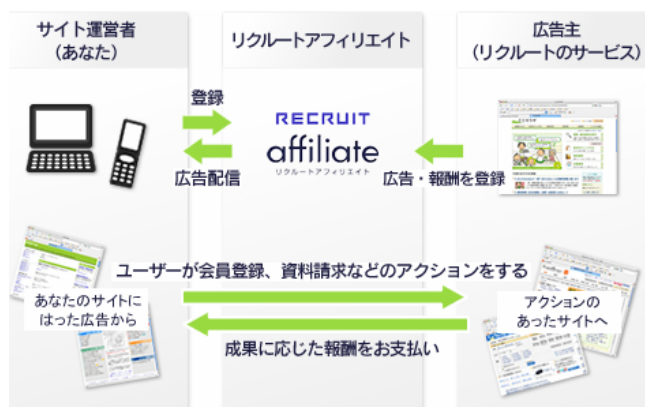 サイト運営者
(あなた)
リクルートアフィリエイト
広告主
(リクルートのサービス)
登録
広告配信
RECRUIT
affiliate
リクルートアフィリエイト
広告・報酬を登録
ユーザーが会員登録、資料請求などのアクションをする
あなたのサイトに
はった広告から
アクションの
あったサイトへ
成果に応じた報酬をお支払い